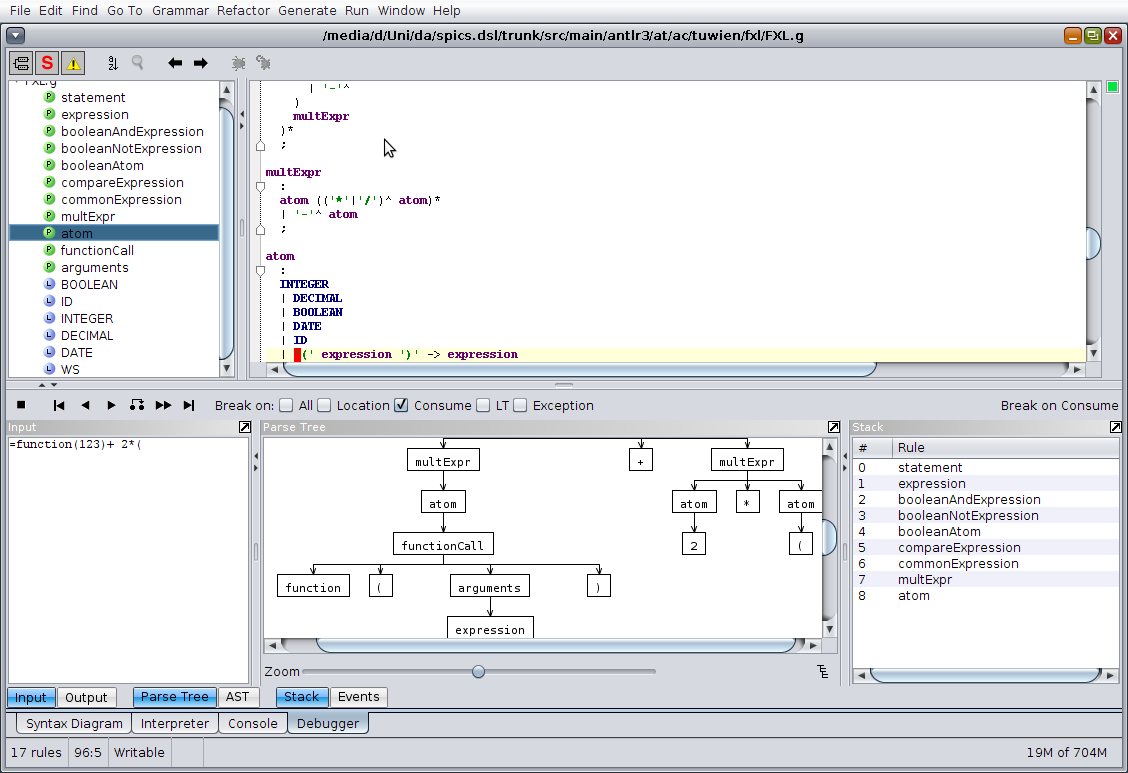 File Edit Find Go To Grammar Refactor Generate Run Window Help
/media/d/Uni/da/spics.dsl/trunk/src/main/antlr3/at/ac/tuwien/fxl/FXL.g
S
FXL.g
P statement
P expression
P booleanAndExpression
P booleanNotExpression
P booleanAtom
P compareExpression
P commonExpression
P multExpr
P atom
P functionCall
P arguments
L BOOLEAN
L ID
L INTEGER
L DECIMAL
L DATE
L WS
| '-'^
)
multExpr
)*
;
multExpr
:
atom (('*'|'/')^ atom)*
| '-'^ atom
;
atom
:
INTEGER
| DECIMAL
| BOOLEAN
| DATE
| ID
| (' expression ')' -> expression
Break on: All Location Consume LT Exception
Break on Consume
Input
=function(123)+ 2*(
Parse Tree
multExpr + multExpr
atom atom * atom
functionCall 2 (
function ( arguments )
expression
Zoom
Stack
# Rule
0 statement
1 expression
2 booleanAndExpression
3 booleanNotExpression
4 booleanAtom
5 compareExpression
6 commonExpression
7 multExpr
8 atom
Input Output Parse Tree AST Stack Events
Syntax Diagram Interpreter Console Debugger
17 rules 96:5 Writable 19M of 704M